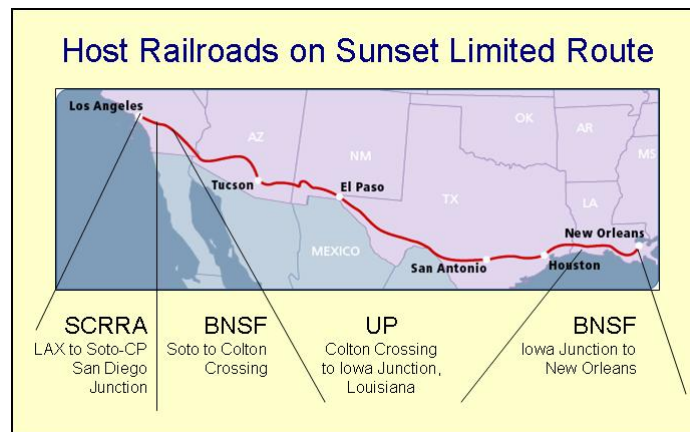 Host Railroads on Sunset Limited Route
Los Angeles
AZ
NM
OK
AR
MS
Tucson
El Paso
TX
LA
MEXICO
New Orleans
San Antonio
Houston
SCRRA
LAX to Soto-CP
San Diego
Junction
BNSF
Soto to Colton
Crossing
UP
Colton Crossing
to Iowa Junction,
Louisiana
BNSF
Iowa Junction to
New Orleans